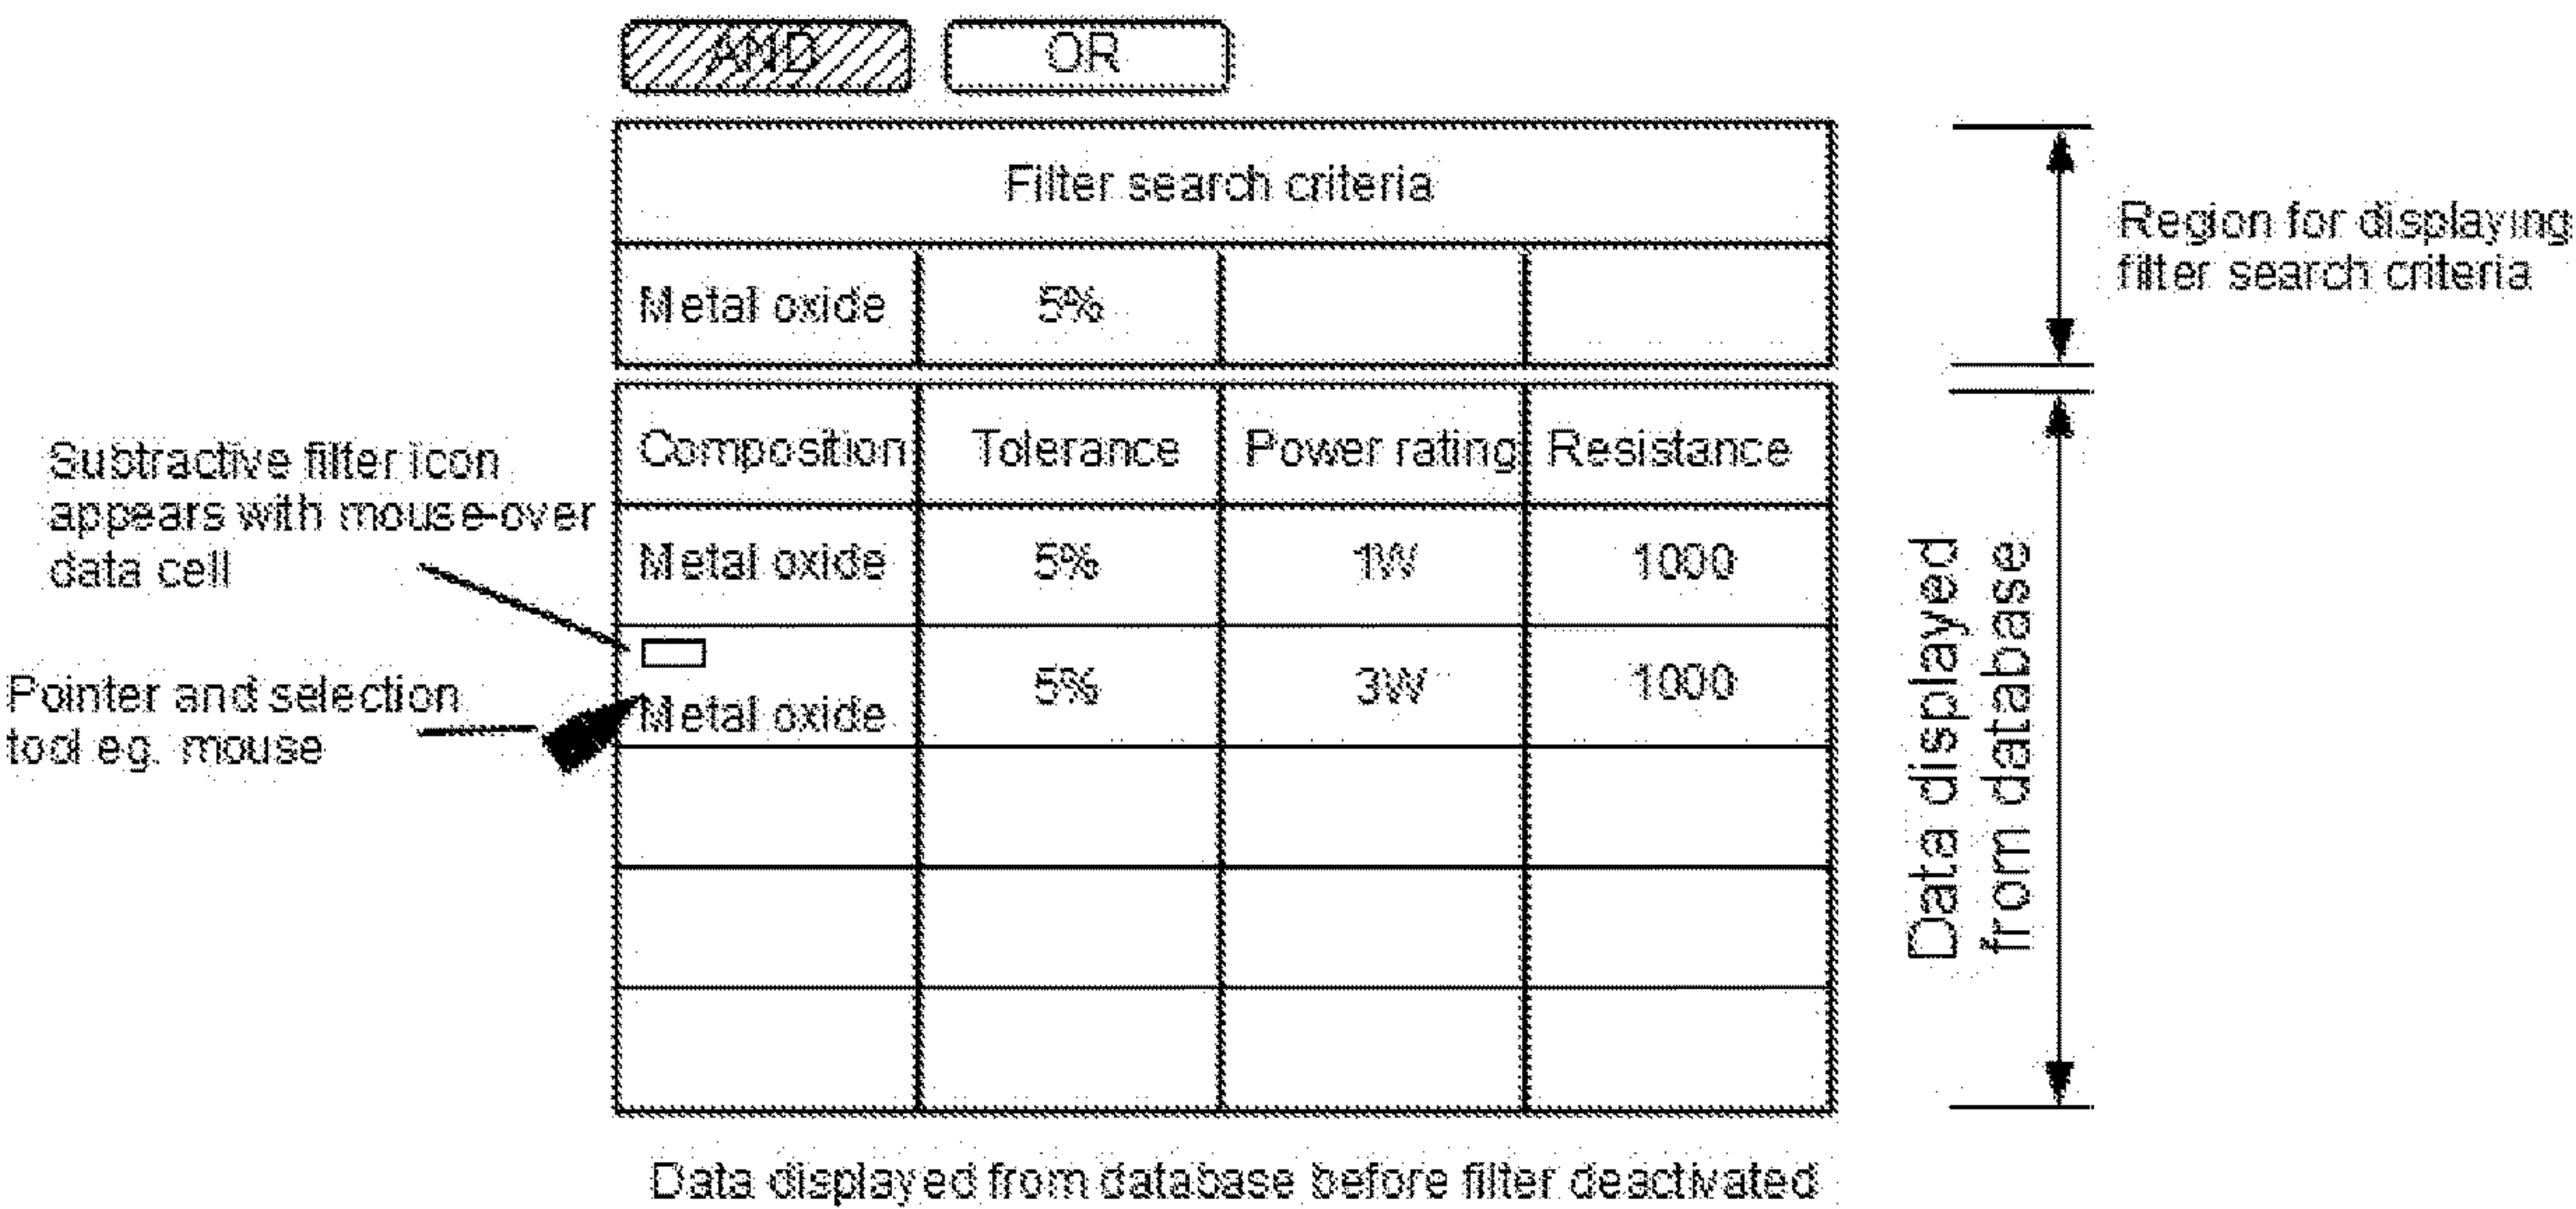 AND OR
Filter search criteria
Metal oxide 5%
Region for displaying
filter search criteria
Composition Tolerance Power rating Resistance
Metal oxide 5% 1W 1000
Metal oxide 5% 3W 1000
Subtractive filter icon
appears with mouse-over
data cell
Pointer and selection
tool eg. mouse
Data displayed
from database
Data displayed from database before filter deactivated